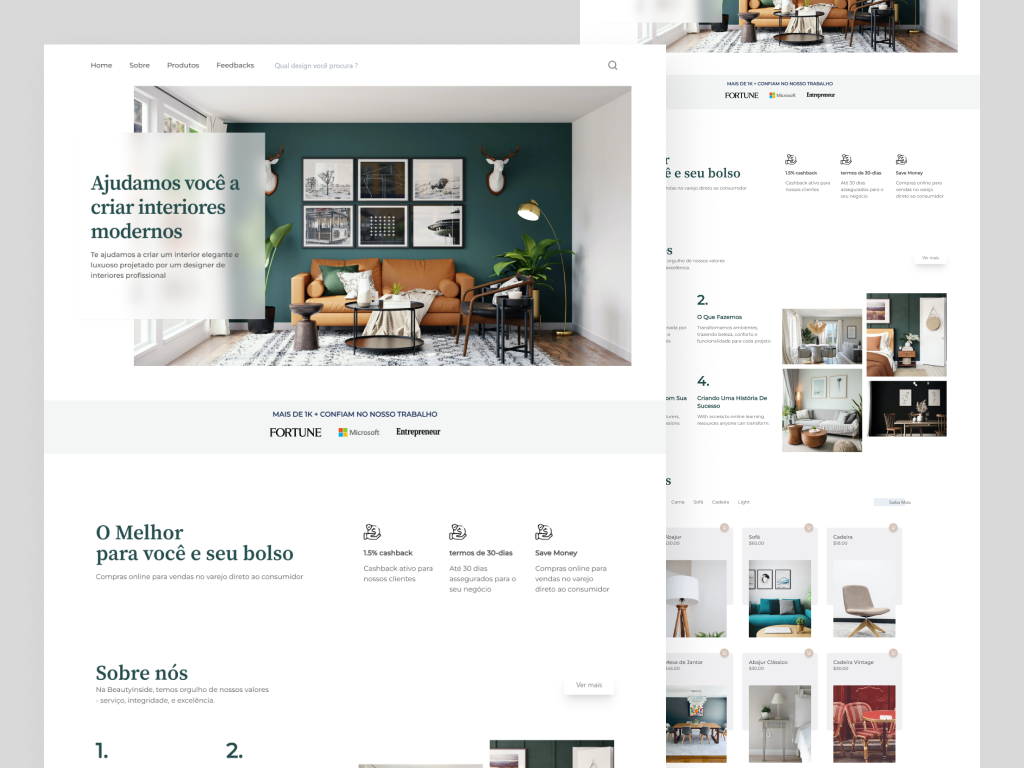 Home
Sobre
Produtos
Feedbacks
Qual design você procura ?
Ajudamos você a
criar interiores
modernos
Te ajudamos a criar um interior elegante e
luxuoso projetado por um designer de
interiores profissional
MAIS DE 1K + CONFIAM NO NOSSO TRABALHO
FORTUNE
Microsoft
Entrepreneur
O Melhor
para você e seu bolso
Compras online para vendas no varejo direto ao consumidor
1.5% cashback
Cashback ativo para
nossos clientes
termos de 30-dias
Até 30 dias
assegurados para o
seu negócio
Save Money
Compras online para
vendas no varejo
direto ao consumidor
Sobre nós
Na BeautyInside, temos orgulho de nossos valores
- serviço, integridade, e excelência.
Ver mais
1.
2.
MAIS DE 1K + CONFIAM NO NOSSO TRABALHO
FORTUNE
Microsoft
Entrepreneur
r
ê e seu bolso
ndas no varejo direto ao consumidor
1.5% cashback
Cashback ativo para
nossos clientes
termos de 30-dias
Até 30 dias
assegurados para o
seu negócio
Save Money
Compras online para
vendas no varejo
direto ao consumidor
os
orgulho de nossos valores
excelência.
Ver mais
2.
O Que Fazemos
Transformamos ambientes,
trazendo beleza, conforto e
funcionalidade para cada projeto
nada por
4.
Criando Uma História De
Sucesso
With access to online learning
resources anyone can transform.
om Sua
s
Cama
Sofá
Cadeira
Light
Saiba Mais
Abajur
$30.00
Sofá
$60.00
Cadeira
Mesa de Jantar
Abajur Clássico
$30.00
Cadeira Vintage